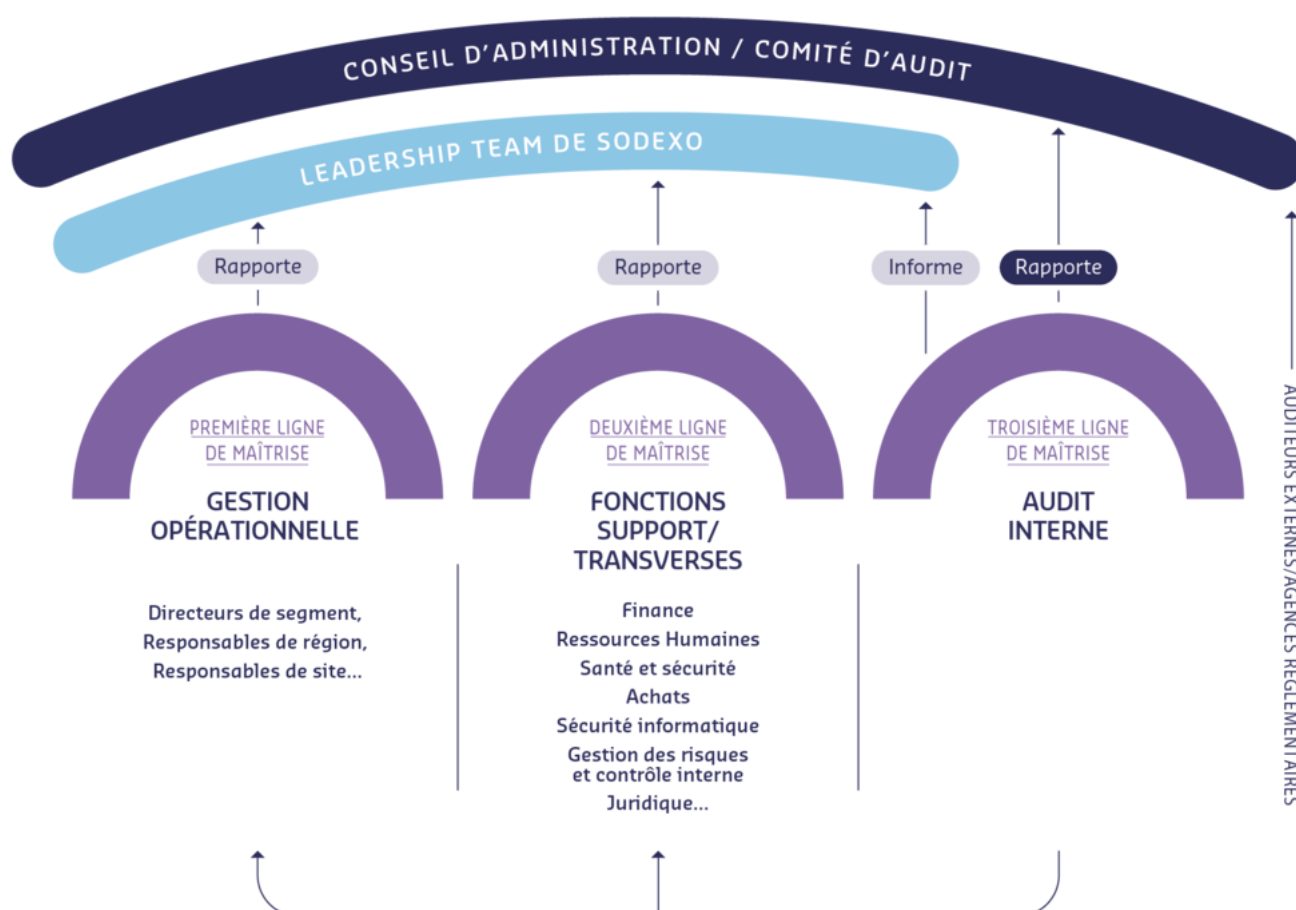 CONSEIL D'ADMINISTRATION / COMITÉ D'AUDIT
LEADERSHIP TEAM DE SODEXO
Rapporte
Rapporte
Informe
Rapporte
PREMIÈRE LIGNE
DE MAÎTRISE
GESTION
OPÉRATIONNELLE
Directeurs de segment,
Responsables de région,
Responsables de site...
DEUXIÈME LIGNE
DE MAÎTRISE
FONCTIONS
SUPPORT/
TRANSVERSES
Finance
Ressources Humaines
Santé et sécurité
Achats
Sécurité informatique
Gestion des risques
et contrôle interne
Juridique...
TROISIÈME LIGNE
DE MAÎTRISE
AUDIT
INTERNE
AUDITEURS EXTERNES/AGENCES RÉGLEMENTAIRES